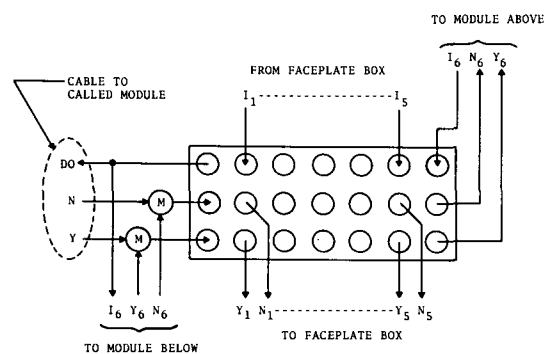 TO MODULE ABOVE
I6 N6 Y6
FROM FACEPLATE BOX
I1 I5
CABLE TO
CALLED MODULE
DO
N M
Y M
I6 Y6 N6
Y1 N1 Y5 N5
TO FACEPLATE BOX
TO MODULE BELOW